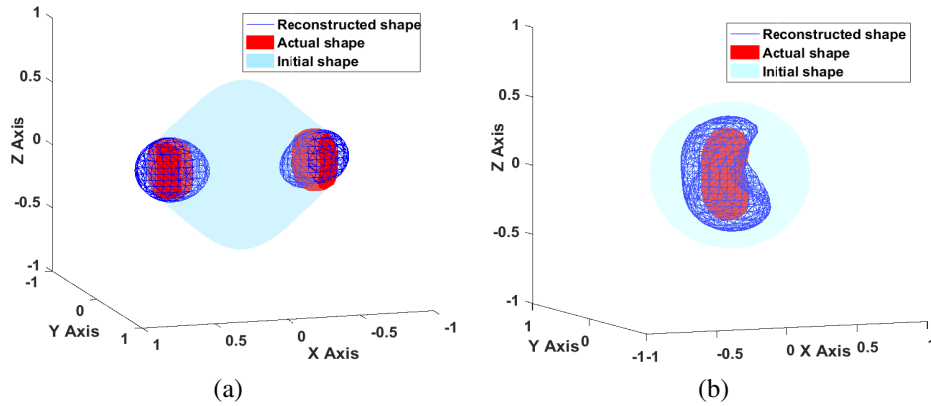 Reconstructed shape
Actual shape
Initial shape
1
0.5
0
-0.5
-1
Z Axis
-1
0
1
Y Axis
1
0.5
0
-0.5
-1
X Axis
(a)
Reconstructed shape
Actual shape
Initial shape
1
0.5
0
-0.5
-1
Z Axis
1
0
-1
Y Axis
-1
-0.5
0
0.5
1
X Axis
(b)